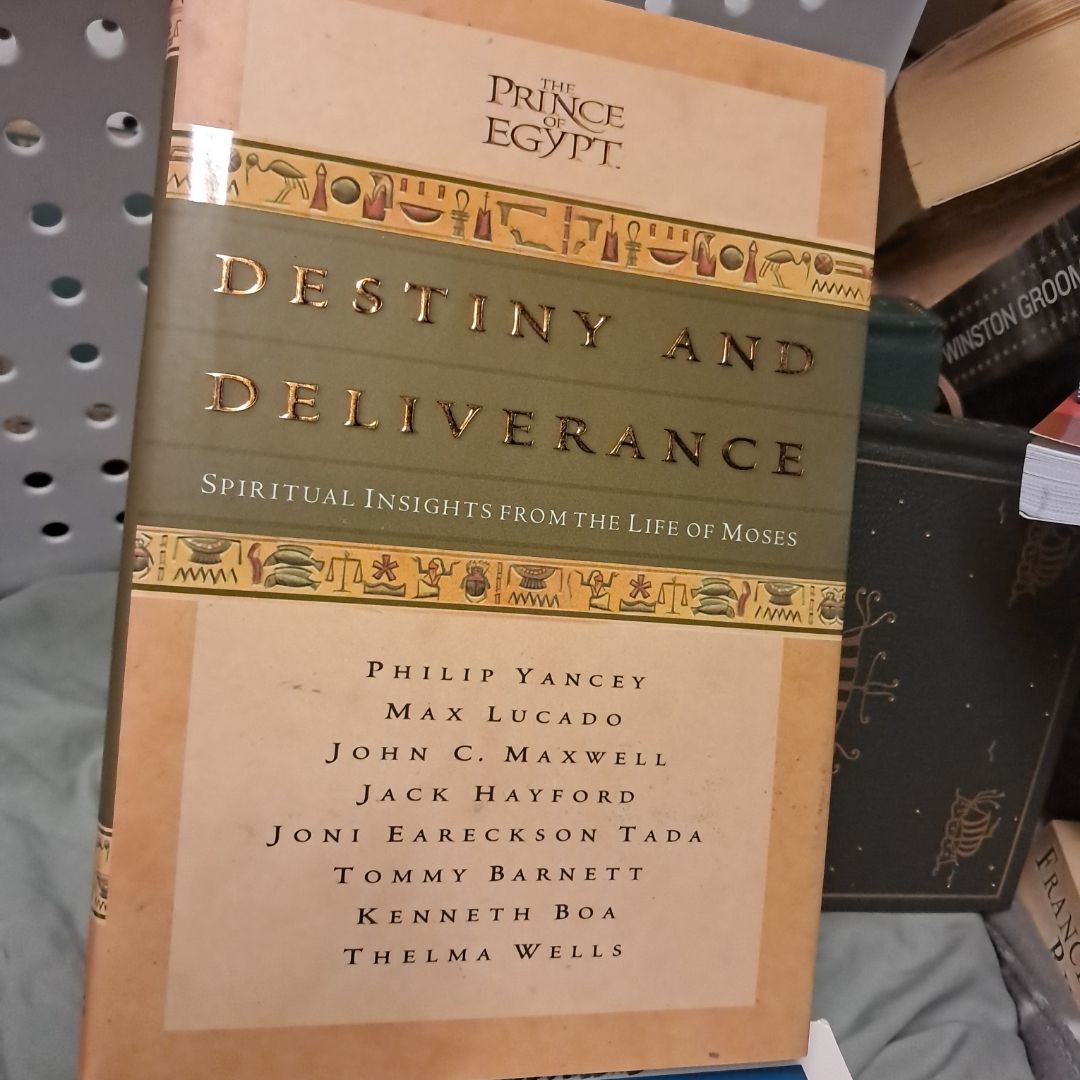 THE
PRINCE
OF
EGYPT™
DESTINY AND
DELIVERANCE
SPIRITUAL INSIGHTS FROM THE LIFE OF MOSES
PHILIP YANCEY
MAX LUCADO
JOHN C. MAXWELL
JACK HAYFORD
JONI EARECKSON TADA
TOMMY BARNETT
KENNETH BOA
THELMA WELLS
WINSTON GROOM